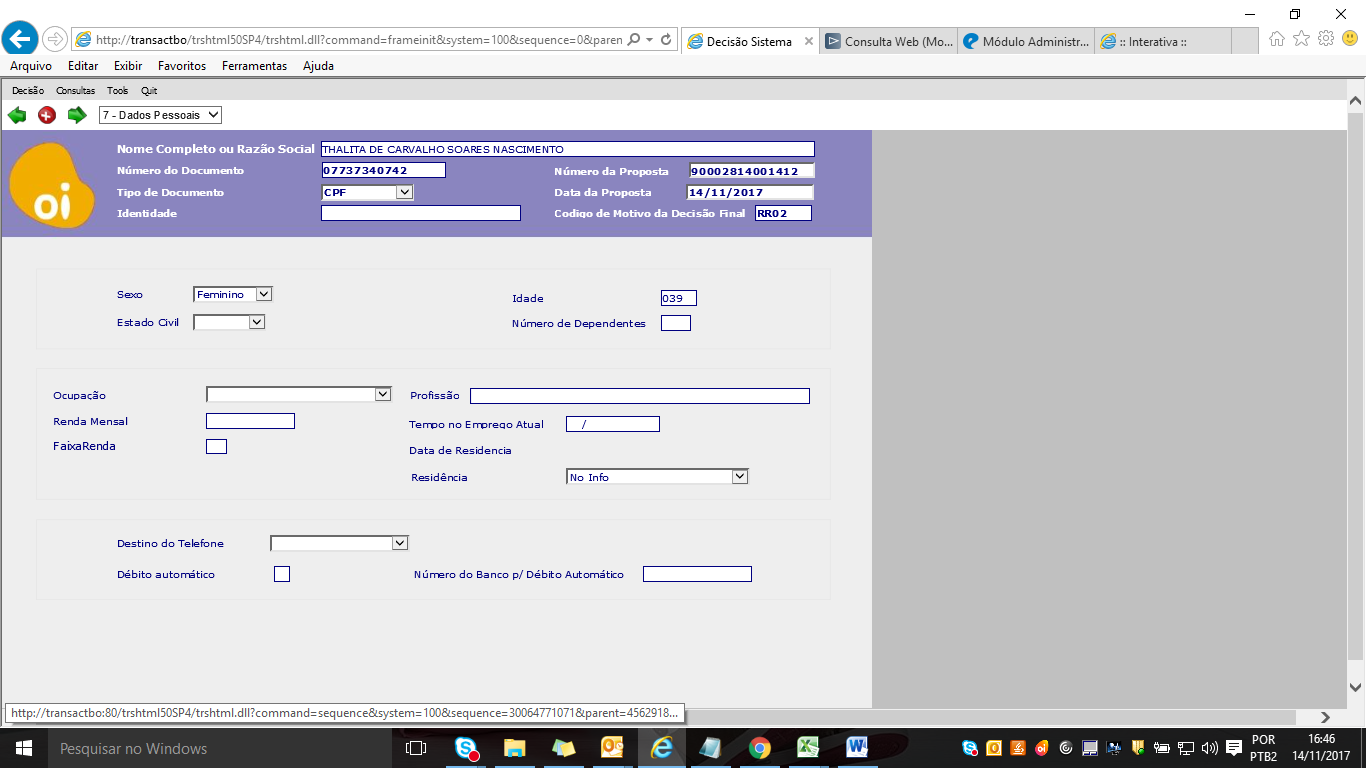 http://transactbo/trshtml50SP4/trshtml.dll?command=frameinit&system=100&sequence=0&paren
Decisão Sistema
Consulta Web (Mo...
Módulo Administr...
:: Interativa ::
Arquivo Editar Exibir Favoritos Ferramentas Ajuda
Decisão Consultas Tools Quit
7 - Dados Pessoais
oi
Nome Completo ou Razão Social THALITA DE CARVALHO SOARES NASCIMENTO
Número do Documento 07737340742 Número da Proposta 90002814001412
Tipo de Documento CPF Data da Proposta 14/11/2017
Identidade Codigo de Motivo da Decisão Final RR02
Sexo Feminino Idade 039
Estado Civil Número de Dependentes
Ocupação Profissão
Renda Mensal Tempo no Emprego Atual /
FaixaRenda Data de Residencia
Residência No Info
Destino do Telefone
Débito automático Número do Banco p/ Débito Automático
http://transactbo:80/trshtml50SP4/trshtml.dll?command=sequence&system=100&sequence=30064771071&parent=4562918...
Pesquisar no Windows
POR 16:46
PTB2 14/11/2017